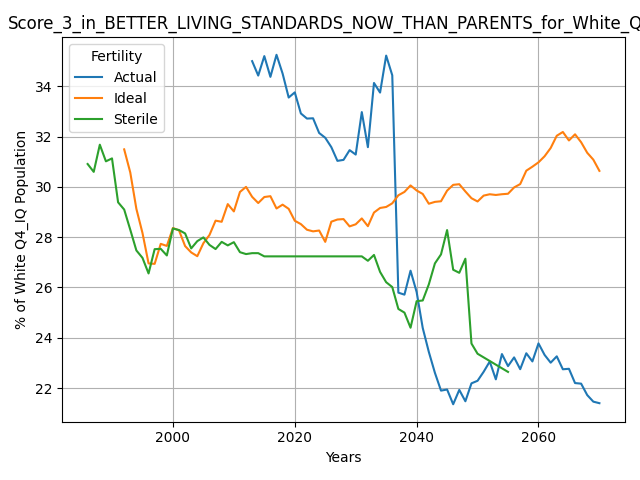 Score_3_in_BETTER_LIVING_STANDARDS_NOW_THAN_PARENTS_for_White_Q
Fertility
Actual
Ideal
Sterile
34
32
30
28
26
24
22
% of White Q4_IQ Population
2000
2020
2040
2060
Years